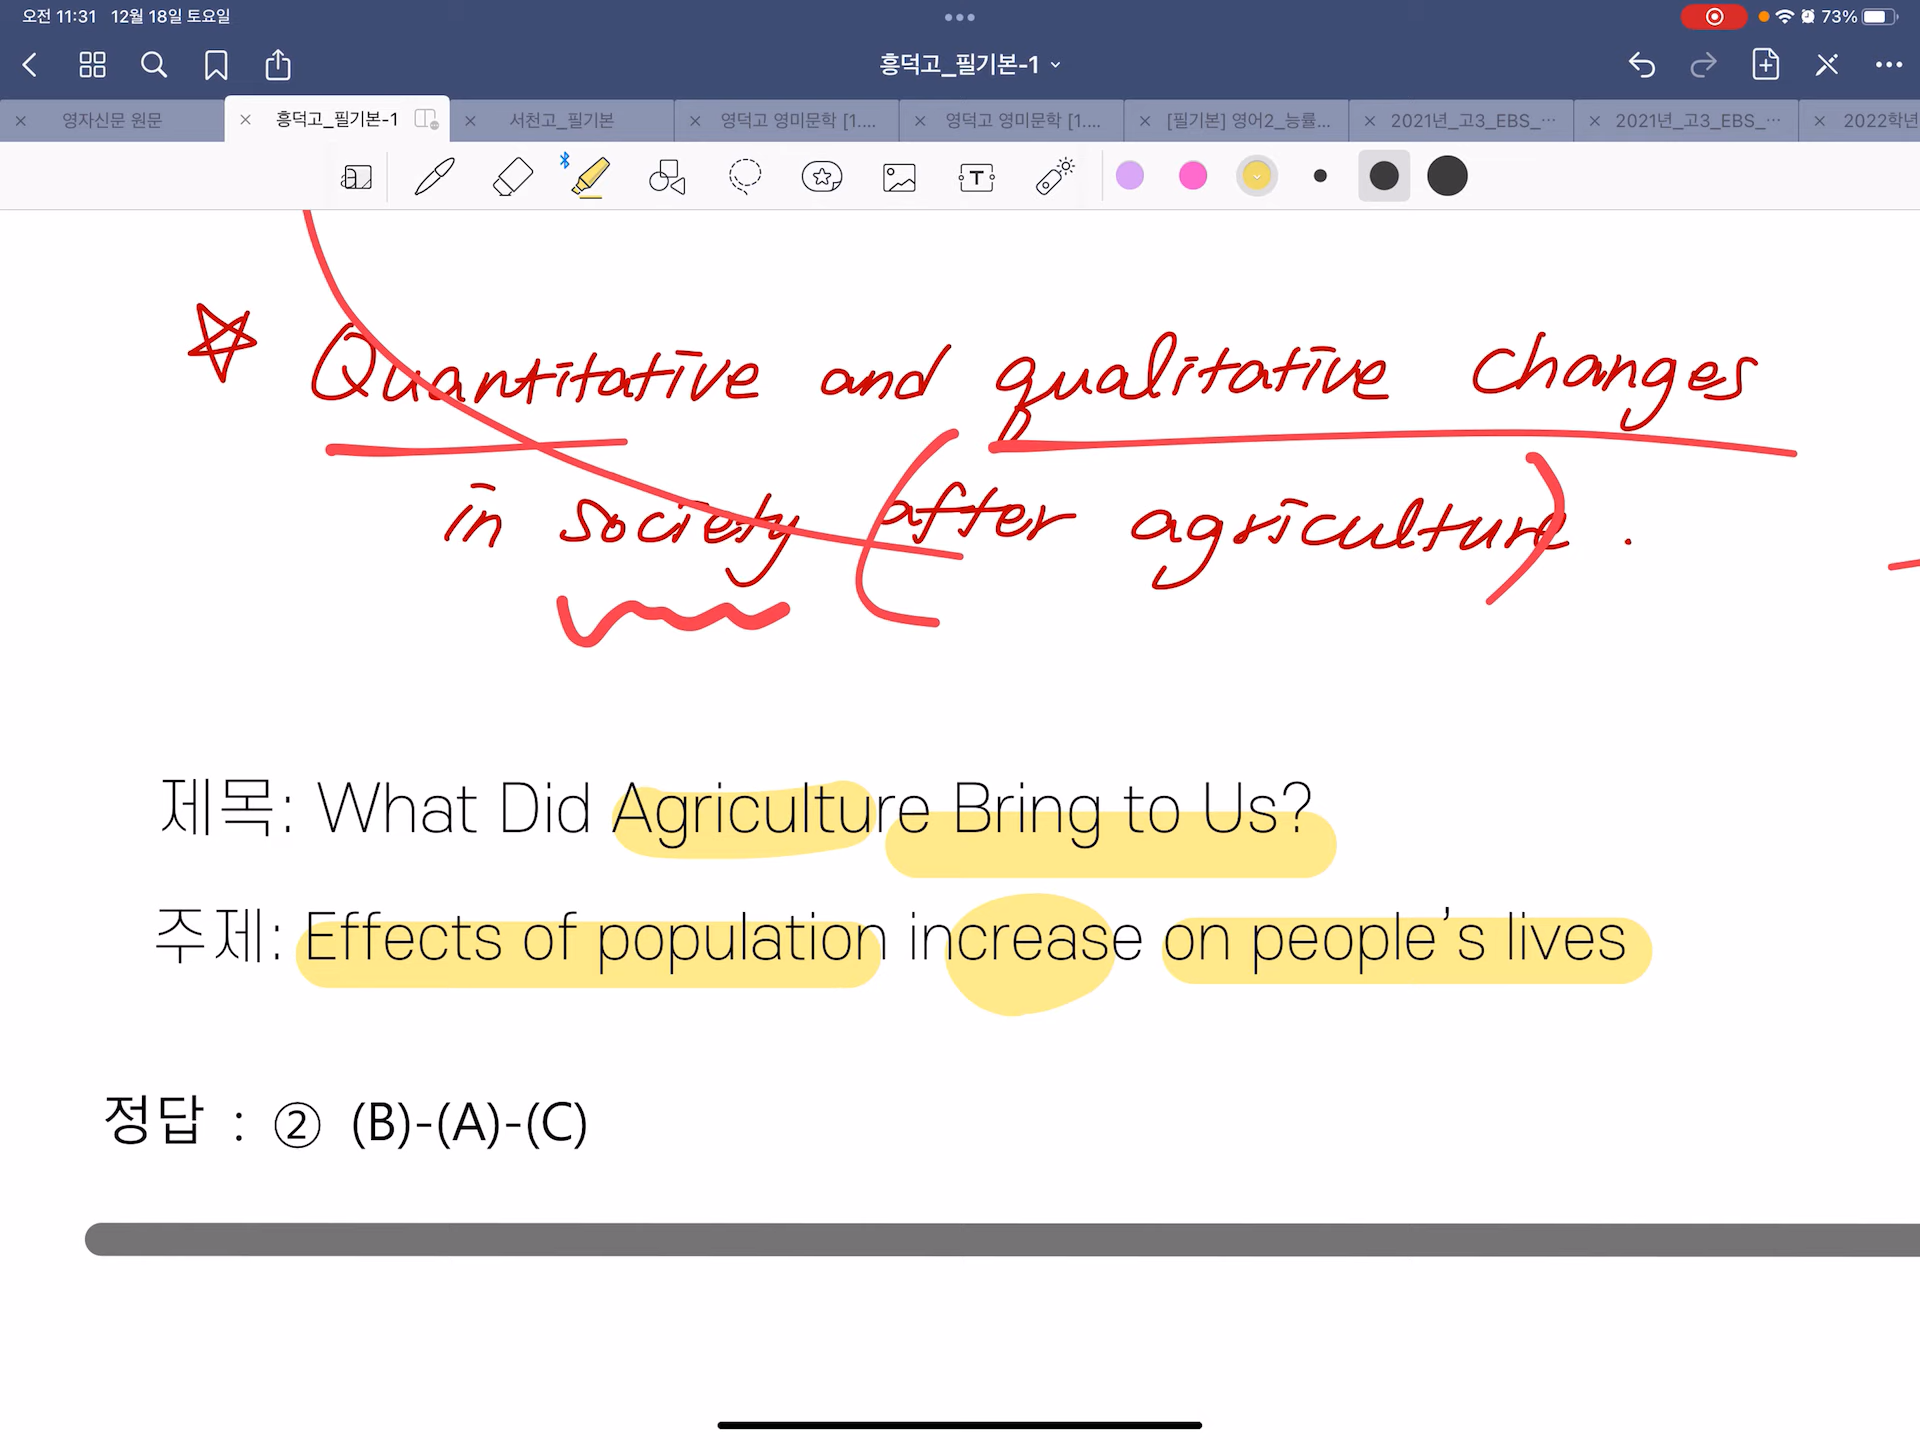 오전 11:31 12월 18일 토요일
73%
흥덕고_필기본-1
영자신문 원문
흥덕고_필기본-1
서천고_필기본
영덕고 영미문학 [1....
영덕고 영미문학 [1....
[필기본] 영어2_능률...
2021년_고3_EBS_...
2021년_고3_EBS_...
2022학년
Quantitative and qualitative changes
in society after agriculture.
제목: What Did Agriculture Bring to Us?
주제: Effects of population increase on people's lives
정답 : ② (B)-(A)-(C)